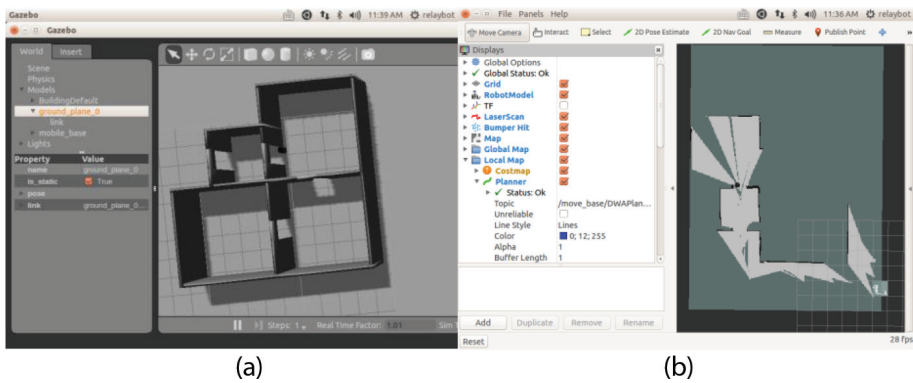 Gazebo 11:39 AM relaybot
Gazebo
World Insert
Scene
Physics
Models
BuildingDefault
ground_plane_0
link
mobile_base
Lights
Property Value
name ground_plane_0
is_static True
pose
link ground_plane_0...
Steps: 1 Real Time Factor: 1.01 Sim T
(a)
File Panels Help 11:36 AM relaybot
Move Camera Interact Select 2D Pose Estimate 2D Nav Goal Measure Publish Point
Displays
Global Options
Global Status: Ok
Grid
RobotModel
TF
LaserScan
Bumper Hit
Map
Global Map
Local Map
Costmap
Planner
Status: Ok
Topic /move_base/DWAPlan...
Unreliable
Line Style Lines
Color 0; 12; 255
Alpha 1
Buffer Length 1
Add Duplicate Remove Rename
Reset 28 fps
(b)